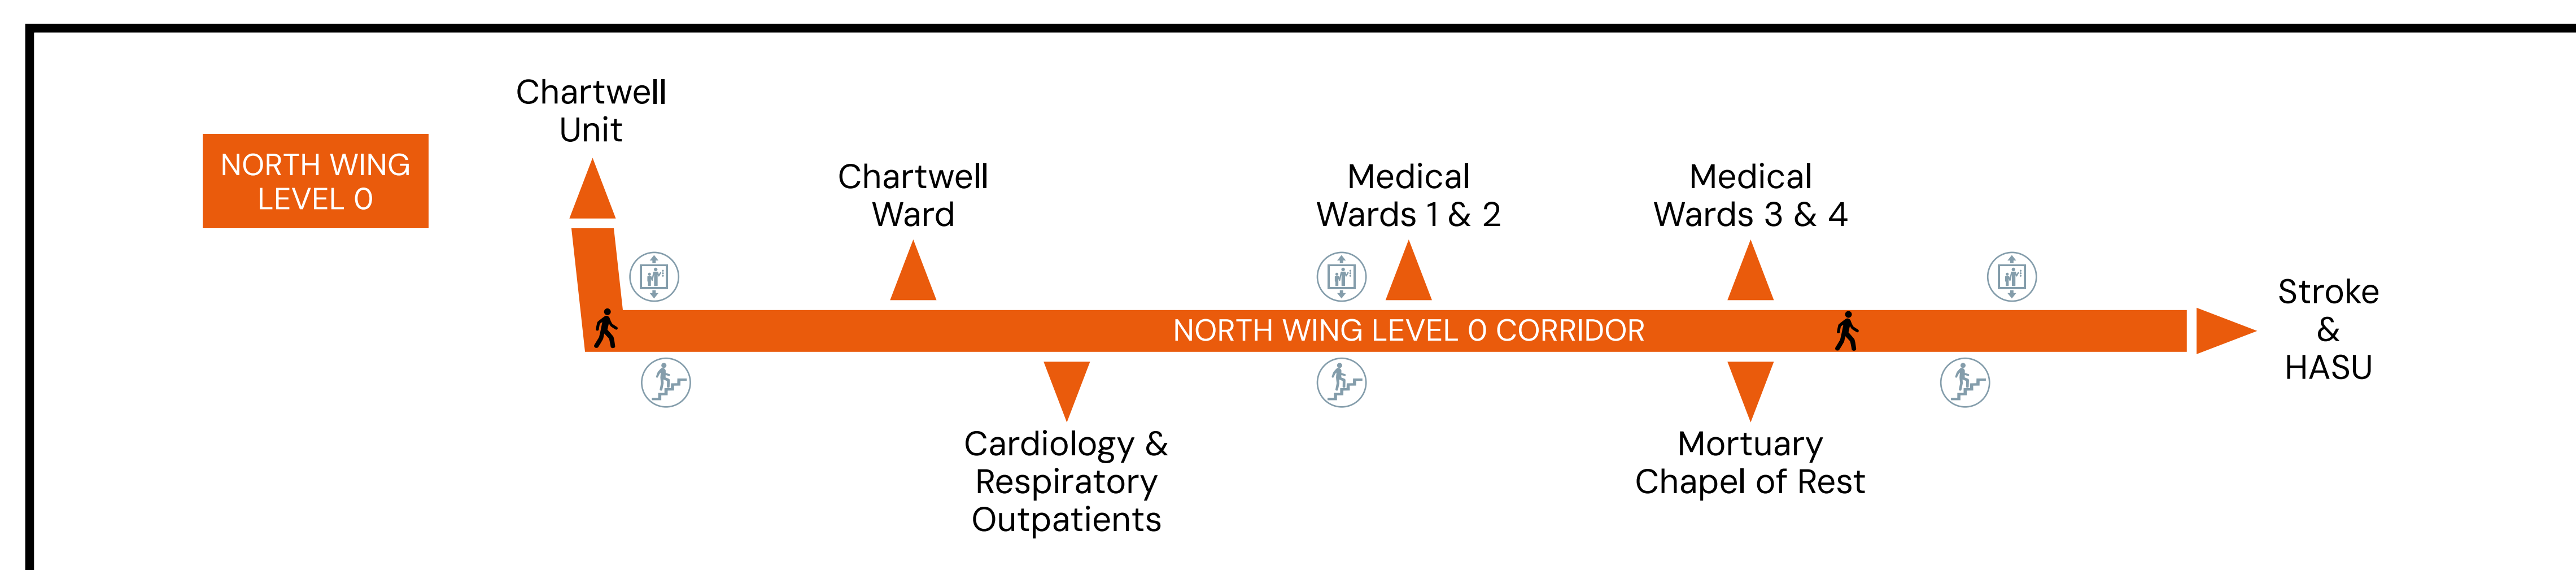 NORTH WING
LEVEL 0
Chartwell
Unit
Chartwell
Ward
Medical
Wards 1 & 2
Medical
Wards 3 & 4
NORTH WING LEVEL 0 CORRIDOR
Stroke
&
HASU
Cardiology &
Respiratory
Outpatients
Mortuary
Chapel of Rest